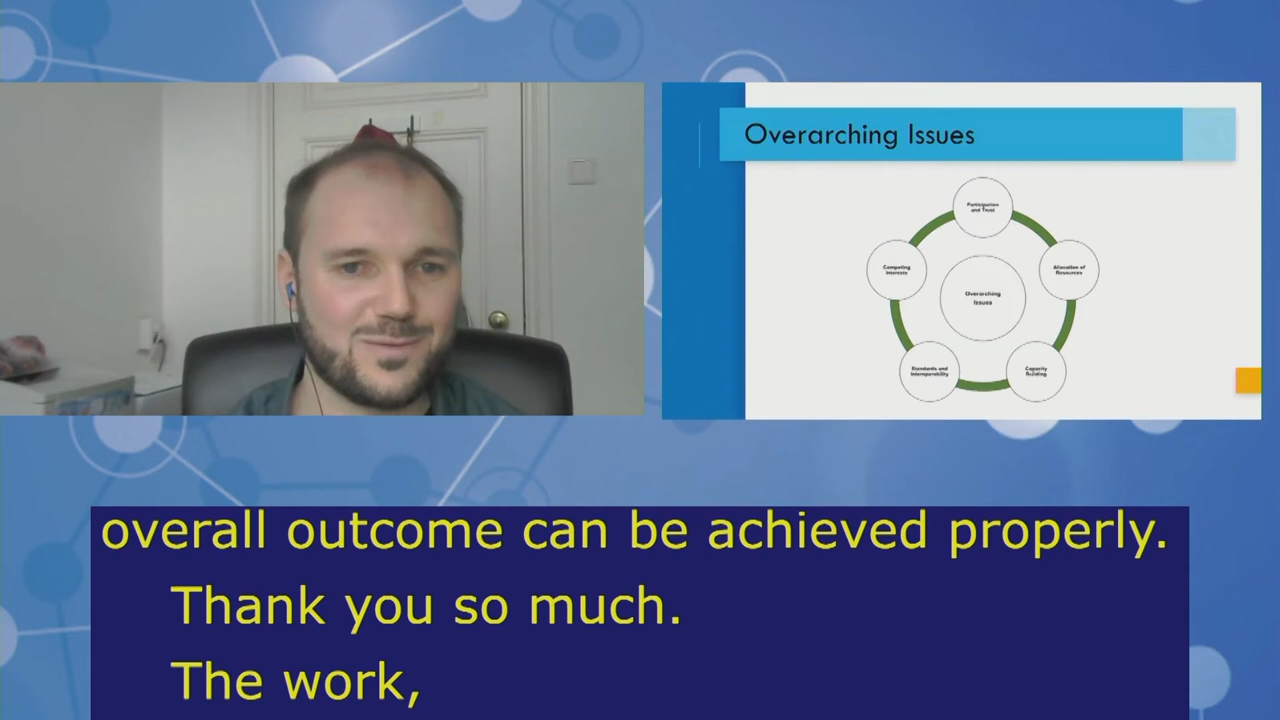 Overarching Issues
Participation
and Trust
Competing
Interests
Allocation of
Resources
Overarching
Issues
Standards and
Interoperability
Capacity
Building
overall outcome can be achieved properly.
Thank you so much.
The work,